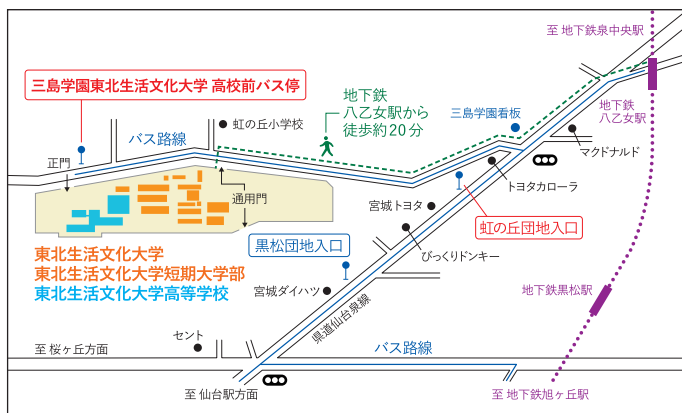 至 地下鉄泉中央駅
三島学園東北生活文化大学 高校前バス停
地下鉄
八乙女駅から
徒歩約20分
三島学園看板
地下鉄
八乙女駅
虹の丘小学校
バス路線
マクドナルド
正門
トヨタカローラ
通用門
宮城トヨタ
虹の丘団地入口
東北生活文化大学
東北生活文化大学短期大学部
東北生活文化大学高等学校
黒松団地入口
びっくりドンキー
宮城ダイハツ
地下鉄黒松駅
県道仙台泉線
セント
至 桜ヶ丘方面
バス路線
至 仙台駅方面
至 地下鉄旭ヶ丘駅